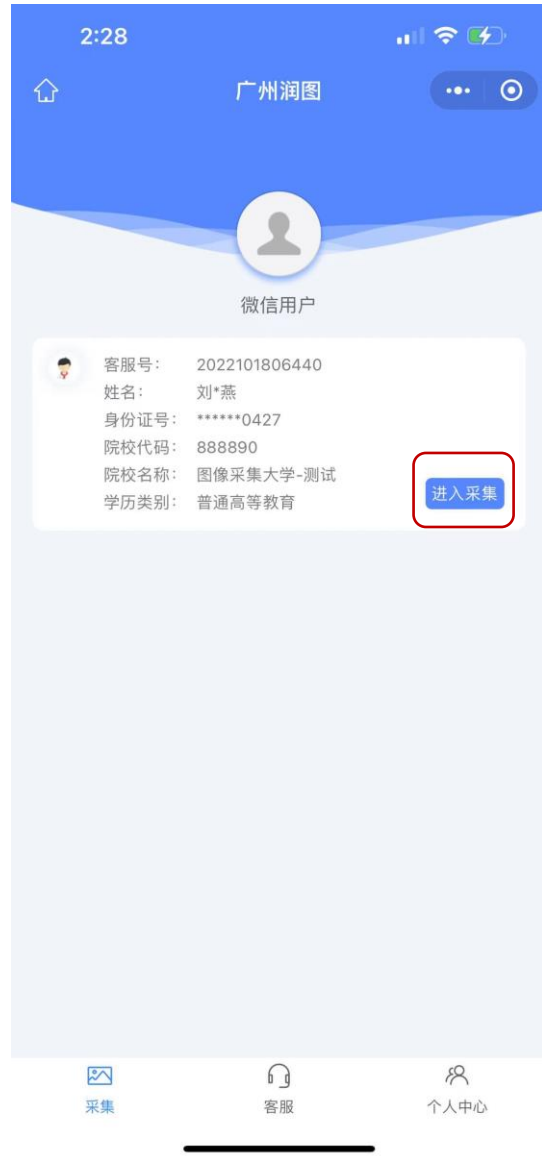 2:28
广州润图
微信用户
客服号： 2022101806440
姓名： 刘*燕
身份证号： ******0427
院校代码： 888890
院校名称： 图像采集大学-测试
学历类别： 普通高等教育
进入采集
采集 客服 个人中心